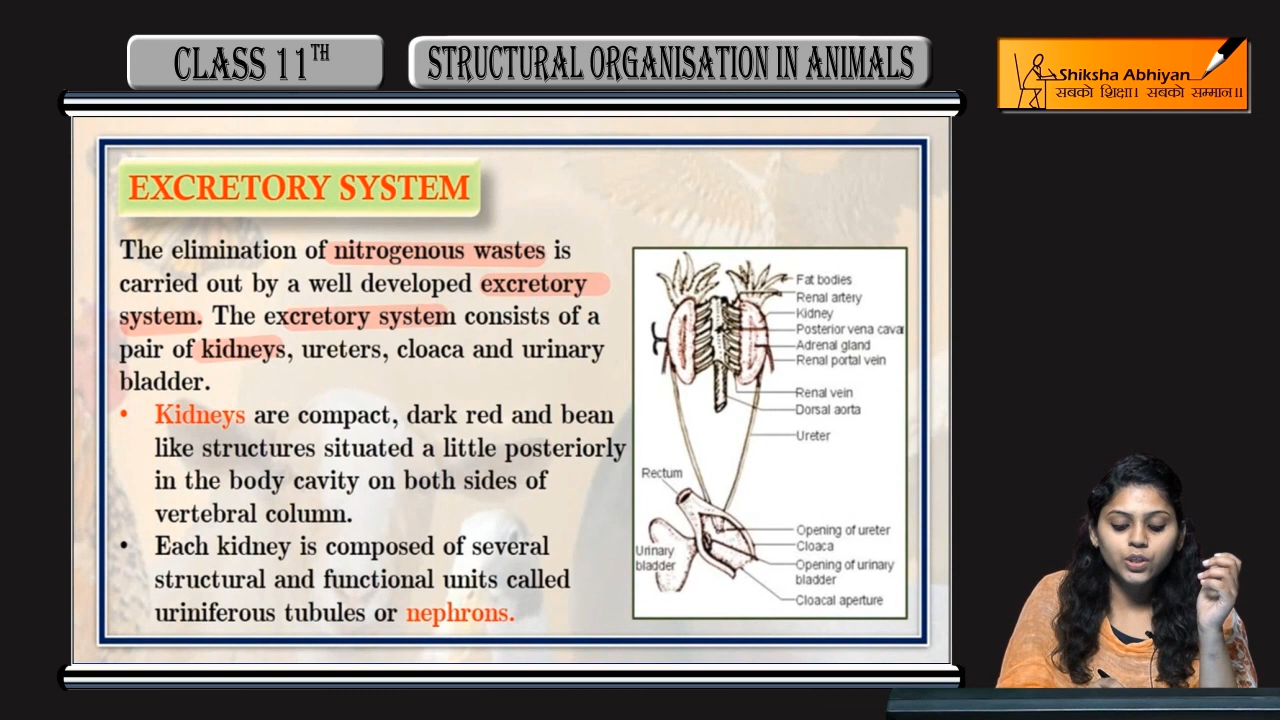 CLASS 11TH
STRUCTURAL ORGANISATION IN ANIMALS
Shiksha Abhiyan
सबको शिक्षा। सबको सम्मान।।
EXCRETORY SYSTEM
The elimination of nitrogenous wastes is
carried out by a well developed excretory
system. The excretory system consists of a
pair of kidneys, ureters, cloaca and urinary
bladder.
• Kidneys are compact, dark red and bean
like structures situated a little posteriorly
in the body cavity on both sides of
vertebral column.
• Each kidney is composed of several
structural and functional units called
uriniferous tubules or nephrons.
Fat bodies
Renal artery
Kidney
Posterior vena cava
Adrenal gland
Renal portal vein
Renal vein
Dorsal aorta
Ureter
Rectum
Opening of ureter
Cloaca
Urinary
bladder
Opening of urinary
bladder
Cloacal aperture